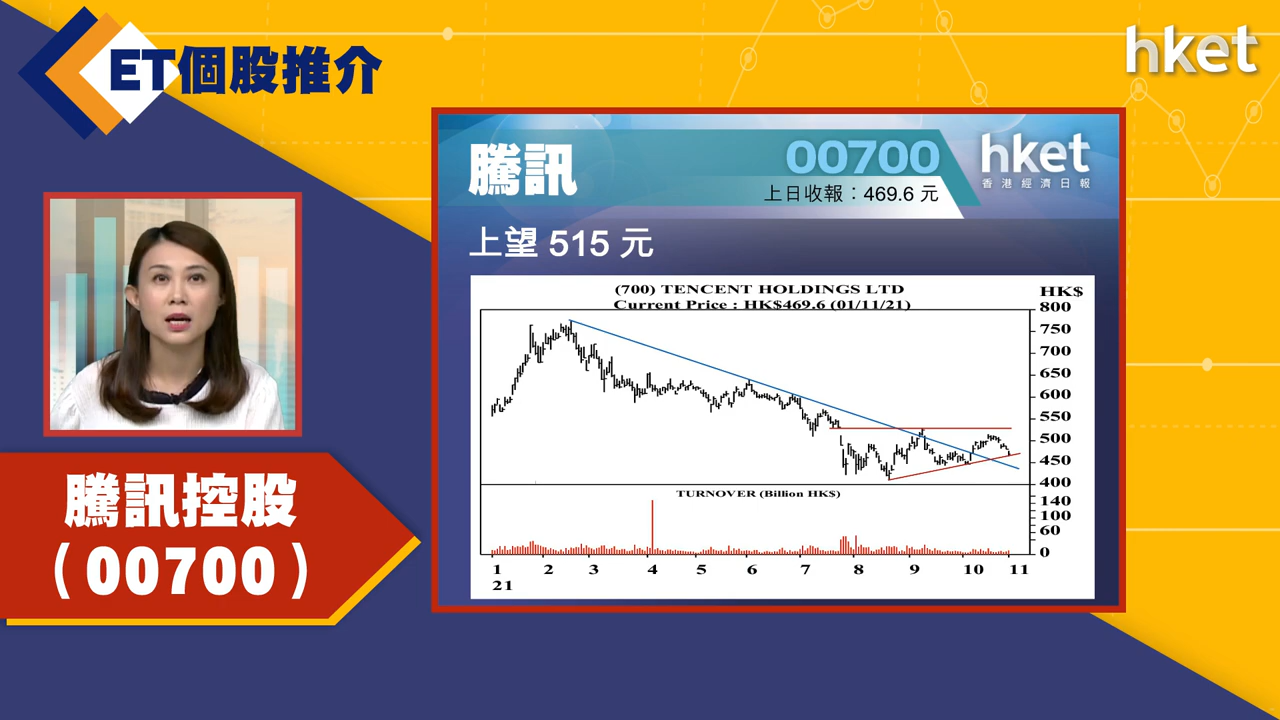 ET個股推介
hket
騰訊
00700
上日收報：469.6 元
hket
香港經濟日報
上望 515 元
(700) TENCENT HOLDINGS LTD
Current Price : HK$469.6 (01/11/21)
HK$
800
750
700
650
600
550
500
450
400
TURNOVER (Billion HK$)
140
100
60
0
1 2 3 4 5 6 7 8 9 10 11
21
騰訊控股
（00700）